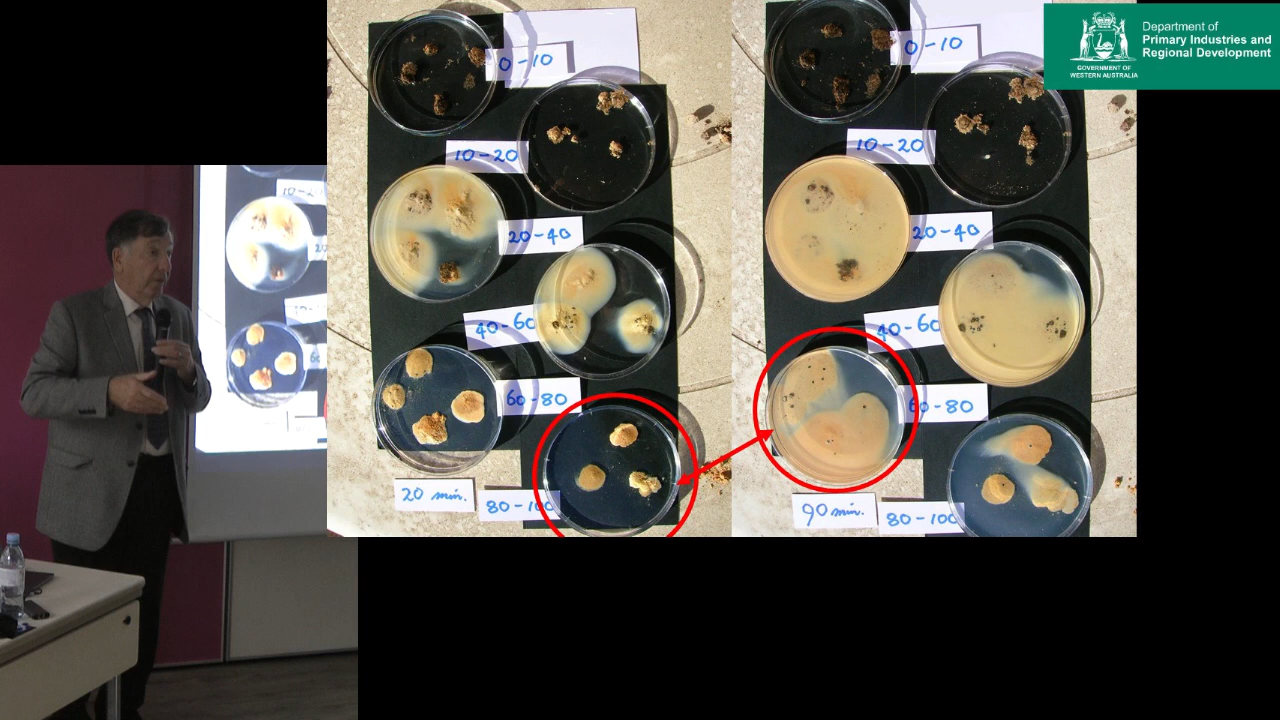 Department of
Primary Industries and
Regional Development
GOVERNMENT OF
WESTERN AUSTRALIA
0-10
10-20
20-40
40-60
60-80
20 min.
80-100
0-10
10-20
20-40
40-60
60-80
90 min.
80-100